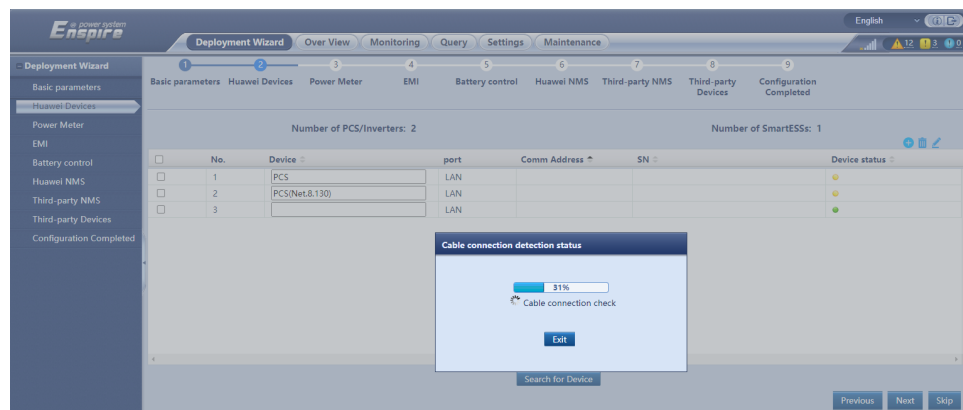 Enspire e power system
English
Deployment Wizard Over View Monitoring Query Settings Maintenance
12 3 0
Deployment Wizard
Basic parameters
Huawei Devices
Power Meter
EMI
Battery control
Huawei NMS
Third-party NMS
Third-party Devices
Configuration Completed
1 2 3 4 5 6 7 8 9
Basic parameters Huawei Devices Power Meter EMI Battery control Huawei NMS Third-party NMS Third-party Devices Configuration Completed
Number of PCS/Inverters: 2 Number of SmartESSs: 1
No. Device port Comm Address SN Device status
1 PCS LAN
2 PCS(Net.8.130) LAN
3 LAN
Cable connection detection status
31%
Cable connection check
Exit
Search for Device
Previous Next Skip